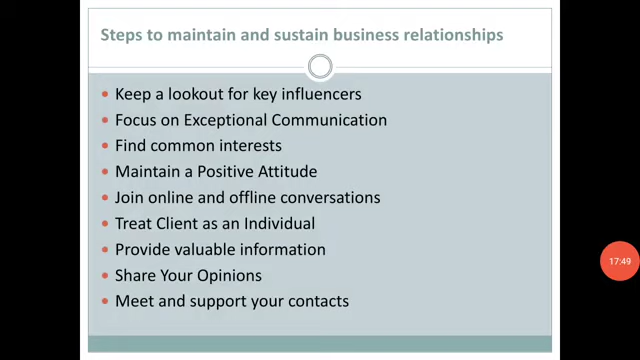 Steps to maintain and sustain business relationships
Keep a lookout for key influencers
Focus on Exceptional Communication
Find common interests
Maintain a Positive Attitude
Join online and offline conversations
Treat Client as an Individual
Provide valuable information
Share Your Opinions
Meet and support your contacts
17:49